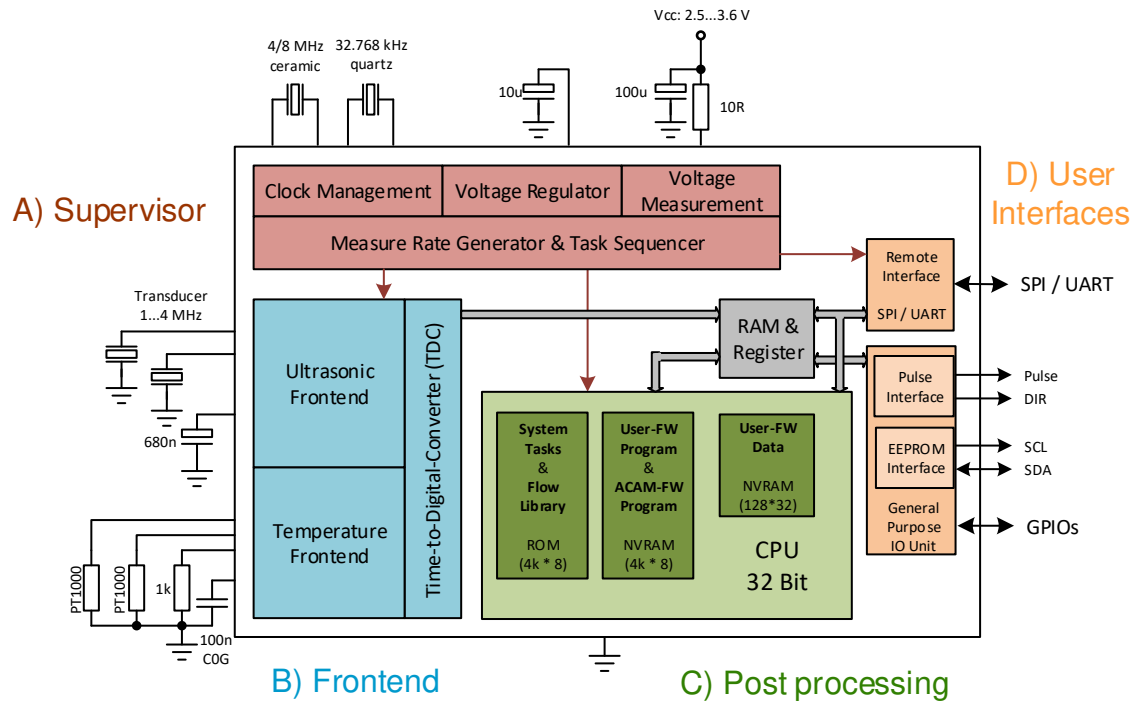 Vcc: 2.5...3.6 V
4/8 MHz
ceramic
32.768 kHz
quartz
10u
100u
10R
A) Supervisor
Clock Management
Voltage Regulator
Voltage
Measurement
Measure Rate Generator & Task Sequencer
D) User
Interfaces
Remote
Interface
SPI / UART
SPI / UART
Transducer
1...4 MHz
680n
Ultrasonic
Frontend
Temperature
Frontend
Time-to-Digital-Converter (TDC)
RAM &
Register
Pulse
Interface
Pulse
DIR
EEPROM
Interface
SCL
SDA
General
Purpose
IO Unit
GPIOs
System
Tasks
&
Flow
Library
ROM
(4k * 8)
User-FW
Program
&
ACAM-FW
Program
NVRAM
(4k * 8)
User-FW
Data
NVRAM
(128*32)
CPU
32 Bit
PT1000
PT1000
1k
100n
C0G
B) Frontend
C) Post processing